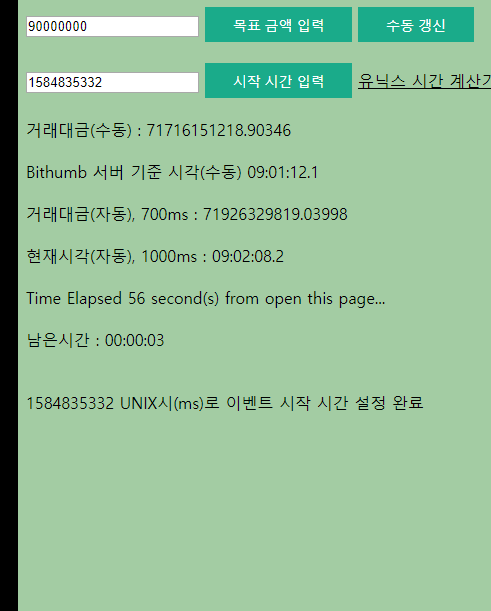 90000000 목표 금액 입력 수동 갱신
1584835332 시작 시간 입력 유닉스 시간 계산기
거래대금(수동) : 71716151218.90346
Bithumb 서버 기준 시각(수동) 09:01:12.1
거래대금(자동), 700ms : 71926329819.03998
현재시각(자동), 1000ms : 09:02:08.2
Time Elapsed 56 second(s) from open this page...
남은시간 : 00:00:03
1584835332 UNIX시(ms)로 이벤트 시작 시간 설정 완료